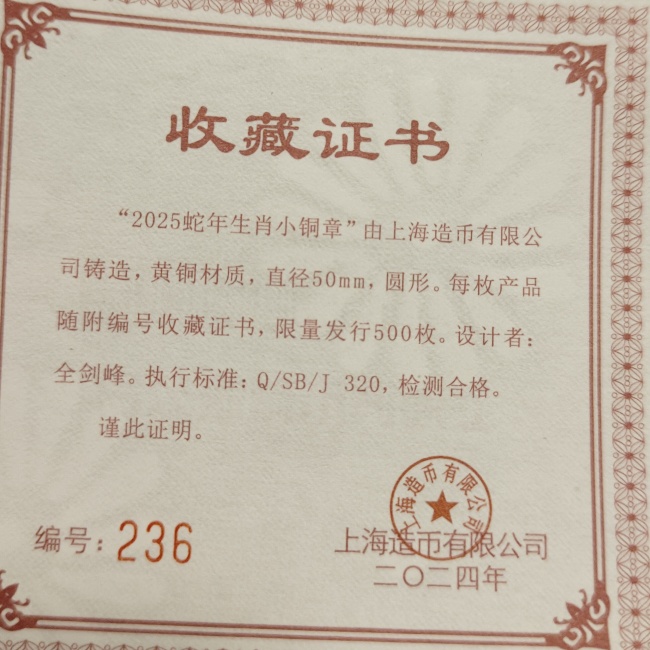 收藏证书
“2025蛇年生肖小铜章”由上海造币有限公
司铸造，黄铜材质，直径50mm，圆形。每枚产品
随附编号收藏证书，限量发行500枚。设计者：
全剑峰。执行标准：Q/SB/J 320，检测合格。
谨此证明。
上海造币有限公司
编号：236
上海造币有限公司
二〇二四年